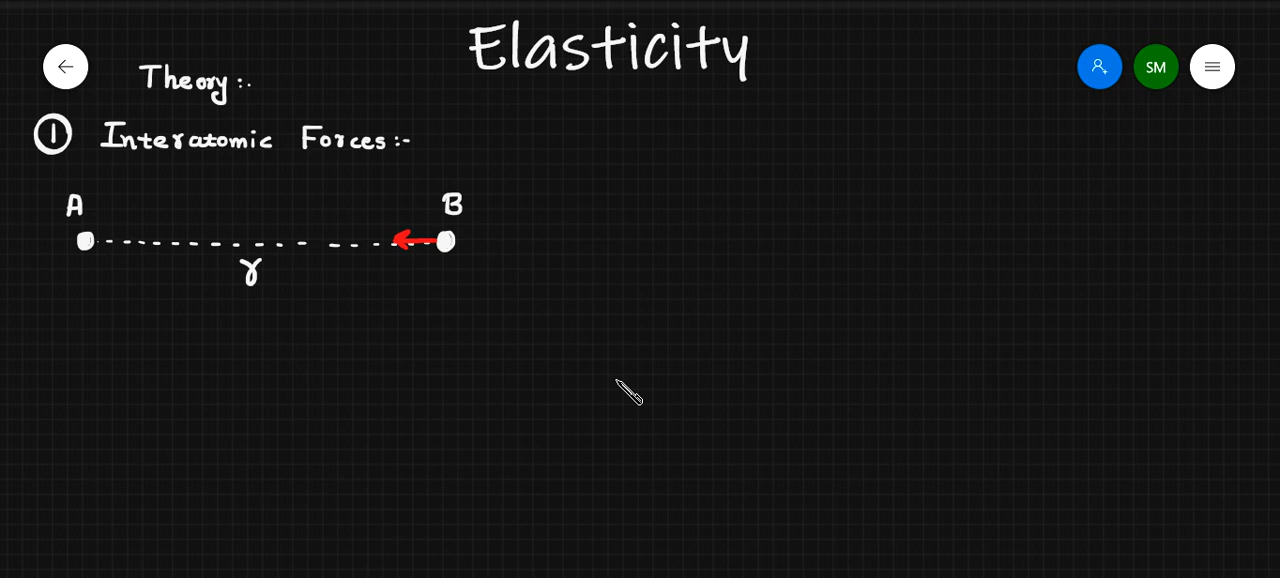 Elasticity
Theory:-
SM
① Interatomic Forces:-
A B
r